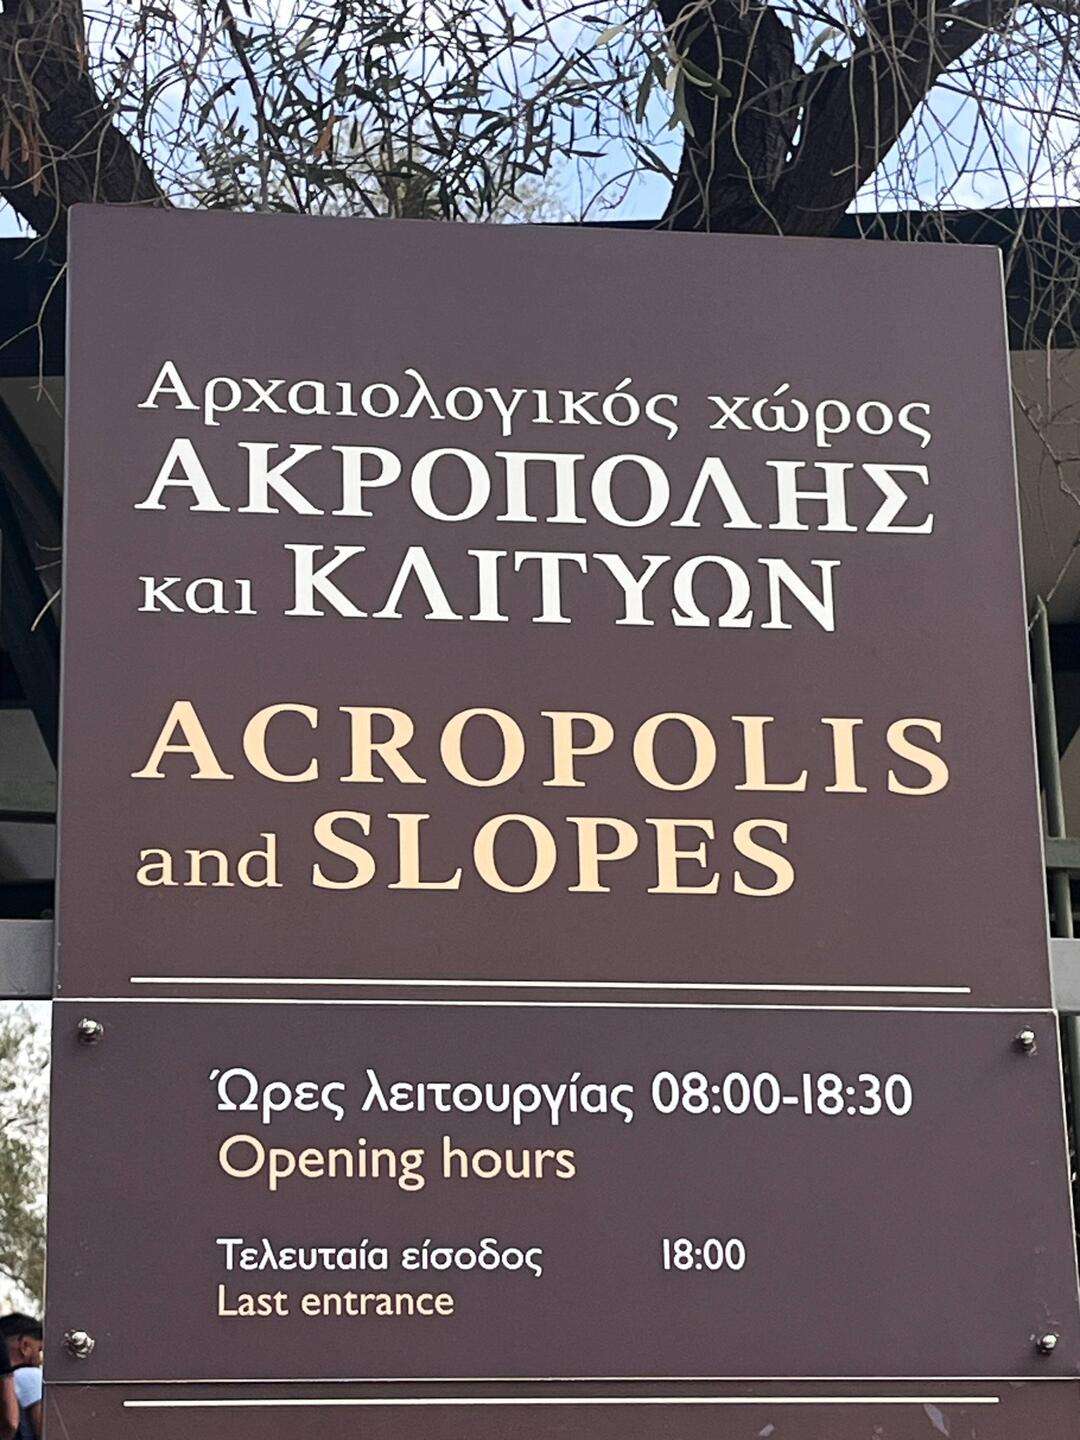 Αρχαιολογικός χώρος
ΑΚΡΟΠΟΛΗΣ
και ΚΛΙΤΥΩΝ
ACROPOLIS
and SLOPES
Ώρες λειτουργίας 08:00-18:30
Opening hours
Τελευταία είσοδος 18:00
Last entrance